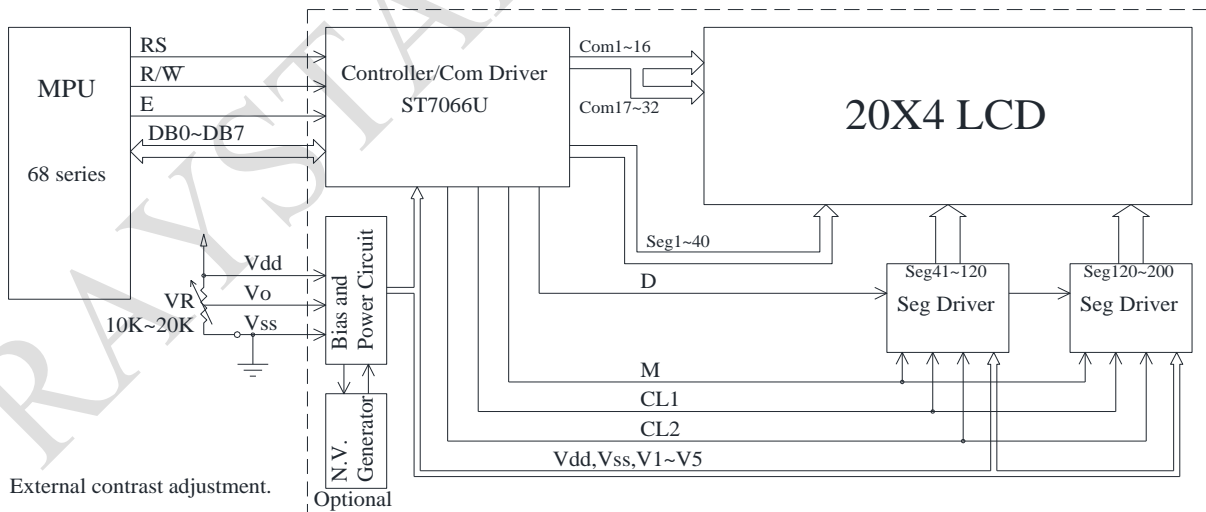 RS
R/W̅
E
DB0~DB7
MPU
68 series
Controller/Com Driver
ST7066U
Com1~16
Com17~32
20X4 LCD
Seg1~40
Vdd
Vo
Vss
VR
10K~20K
Bias and
Power Circuit
D
Seg41~120
Seg Driver
Seg120~200
Seg Driver
M
CL1
CL2
Vdd,Vss,V1~V5
N.V.
Generator
Optional
External contrast adjustment.
RAYSTA